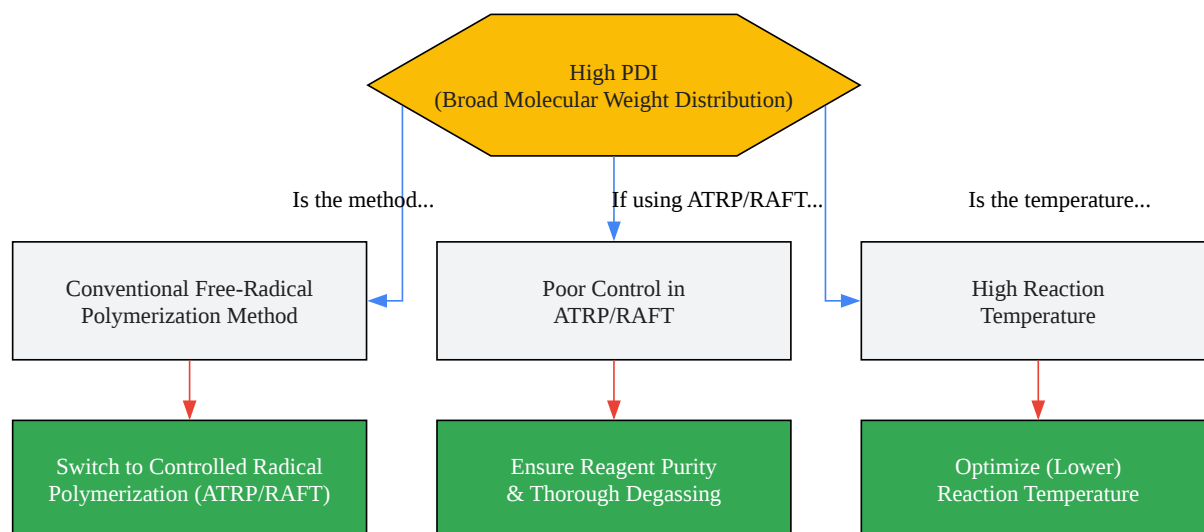 High PDI
(Broad Molecular Weight Distribution)
Is the method...
If using ATRP/RAFT...
Is the temperature...
Conventional Free-Radical
Polymerization Method
Poor Control in
ATRP/RAFT
High Reaction
Temperature
Switch to Controlled Radical
Polymerization (ATRP/RAFT)
Ensure Reagent Purity
& Thorough Degassing
Optimize (Lower)
Reaction Temperature